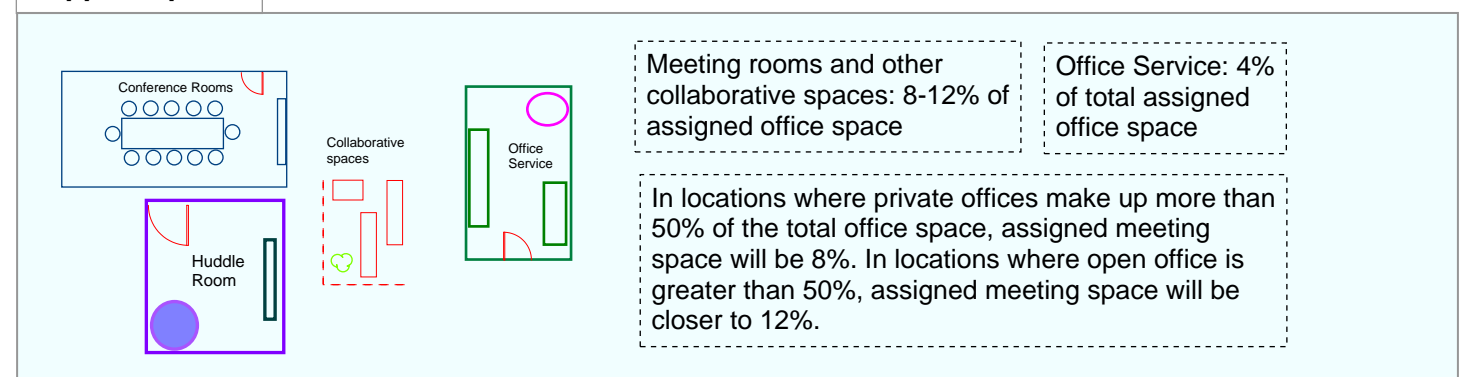 Conference Rooms
Collaborative
spaces
Office
Service
Huddle
Room
Meeting rooms and other
collaborative spaces: 8-12% of
assigned office space
Office Service: 4%
of total assigned
office space
In locations where private offices make up more than
50% of the total office space, assigned meeting
space will be 8%. In locations where open office is
greater than 50%, assigned meeting space will be
closer to 12%.